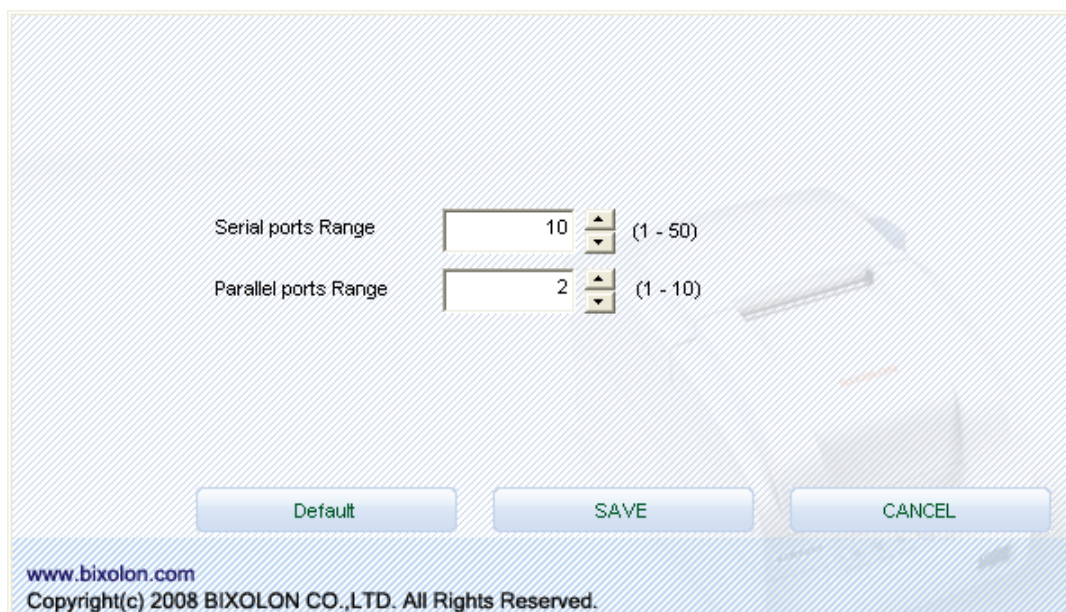 Serial ports Range 10 (1 - 50)
Parallel ports Range 2 (1 - 10)
BIXOLON
Default SAVE CANCEL
www.bixolon.com
Copyright(c) 2008 BIXOLON CO.,LTD. All Rights Reserved.